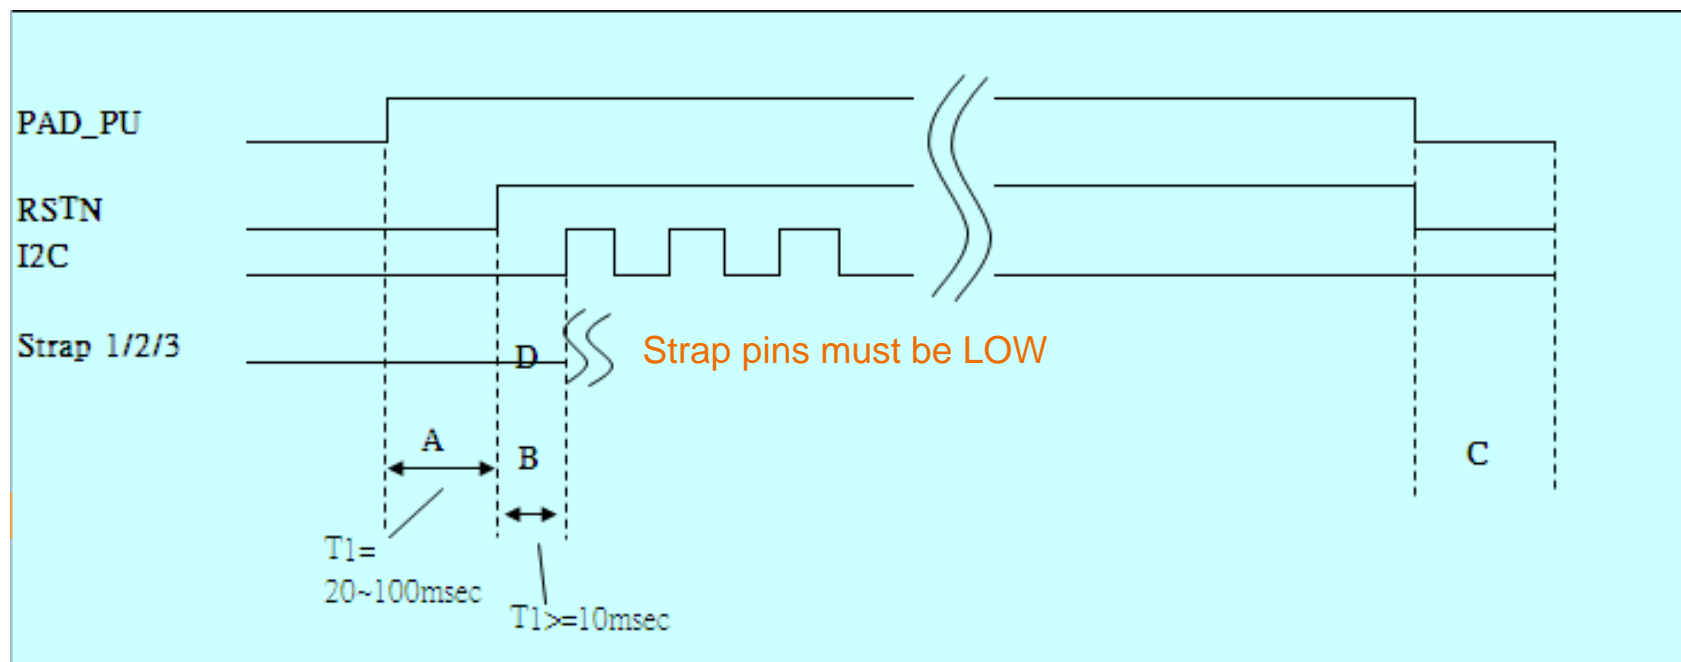 PAD_PU
RSTN
I2C
Strap 1/2/3
D
Strap pins must be LOW
A
B
C
T1=
20~100msec
T1>=10msec